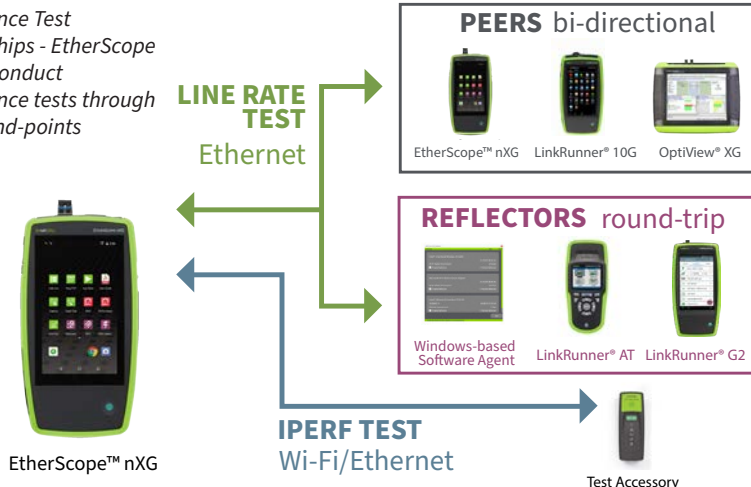 nce Test
hips - EtherScope
onduct
nce tests through
nd-points
LINE RATE
TEST
Ethernet
PEERS bi-directional
EtherScope™ nXG LinkRunner® 10G OptiView® XG
REFLECTORS round-trip
Windows-based
Software Agent
LinkRunner® AT LinkRunner® G2
EtherScope™ nXG
IPERF TEST
Wi-Fi/Ethernet
Test Accessory